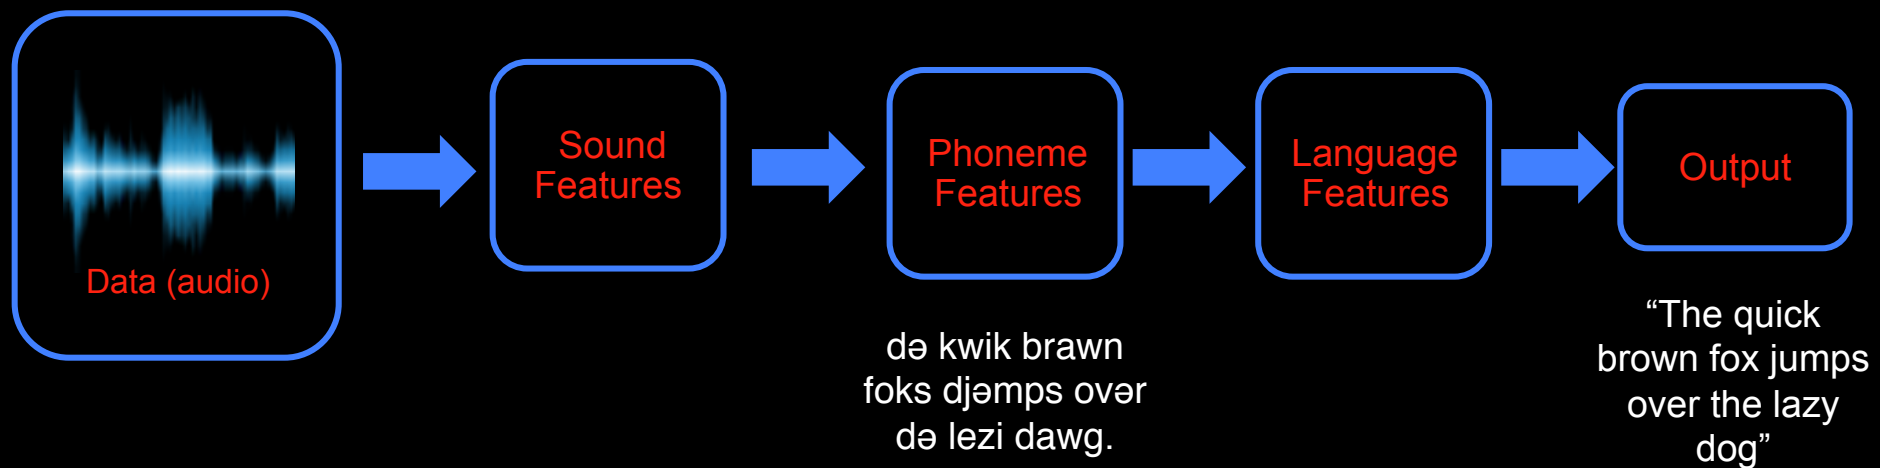 Data (audio)
Sound
Features
Phoneme
Features
Language
Features
Output
də kwik brawn
foks djəmps ovər
də lezi dawg.
“The quick
brown fox jumps
over the lazy
dog”